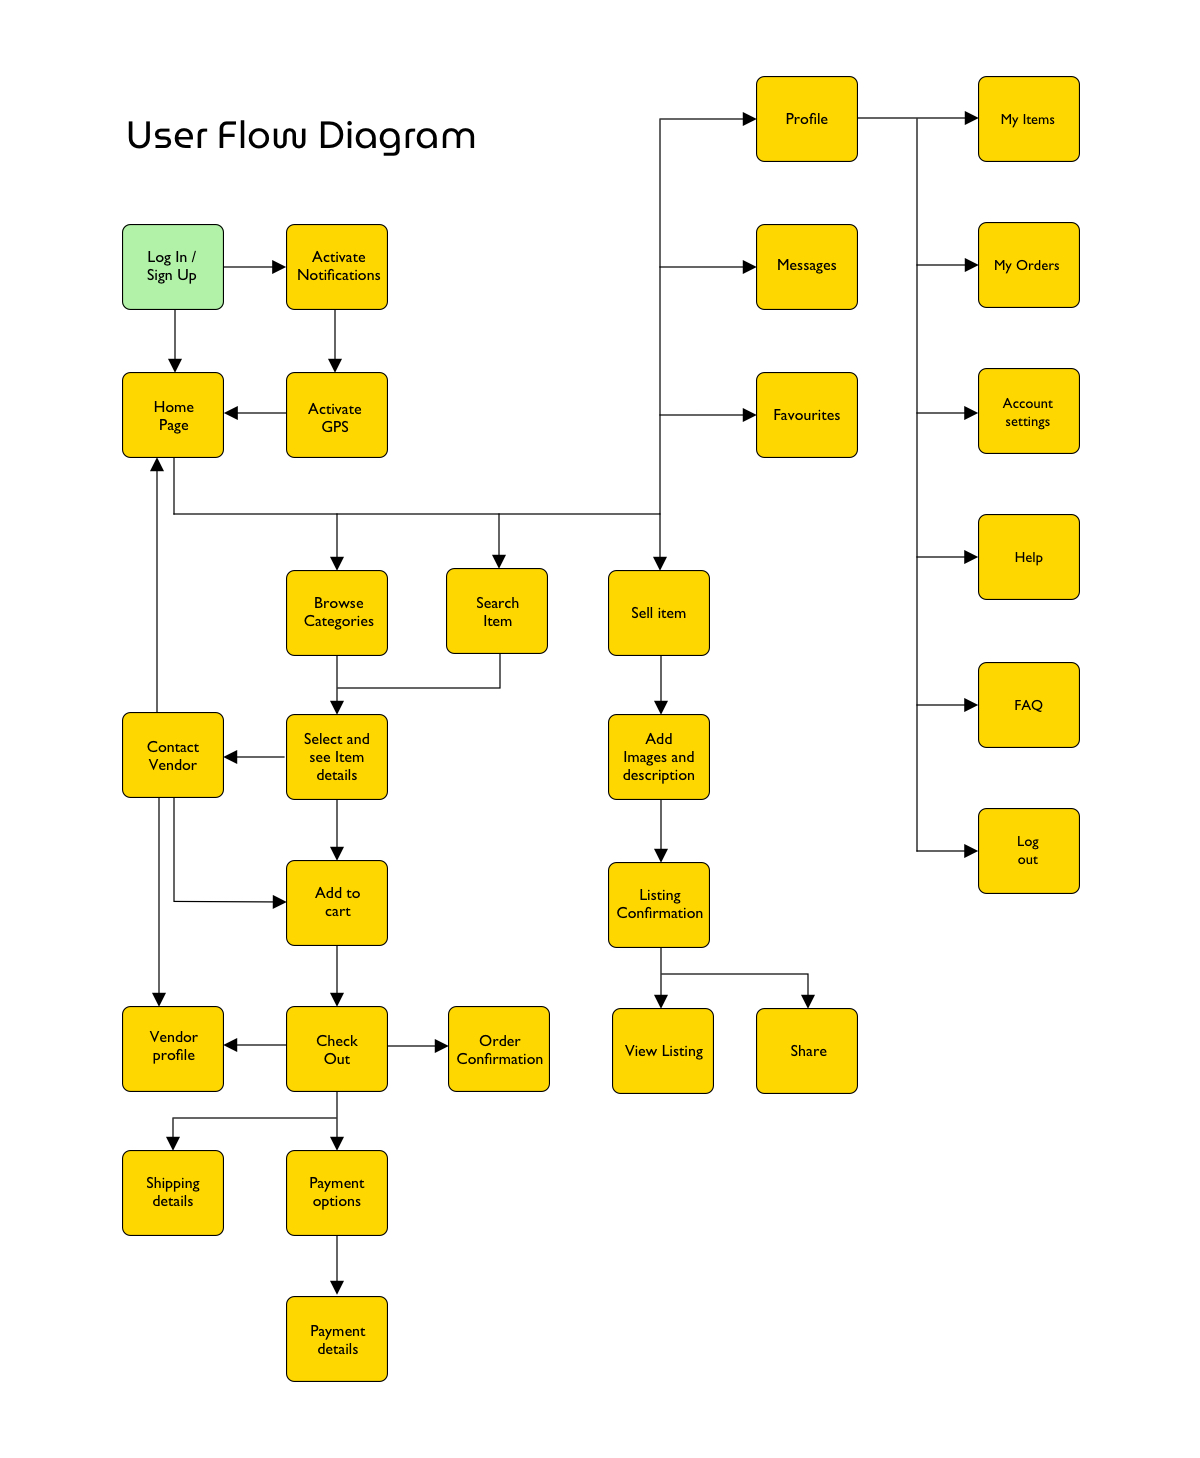 User Flow Diagram
Profile
My Items
Log In /
Sign Up
Activate
Notifications
Messages
My Orders
Home
Page
Activate
GPS
Favourites
Account
settings
Browse
Categories
Search
Item
Sell item
Help
Contact
Vendor
Select and
see Item
details
Add
Images and
description
FAQ
Add to
cart
Listing
Confirmation
Log
out
Vendor
profile
Check
Out
Order
Confirmation
View Listing
Share
Shipping
details
Payment
options
Payment
details